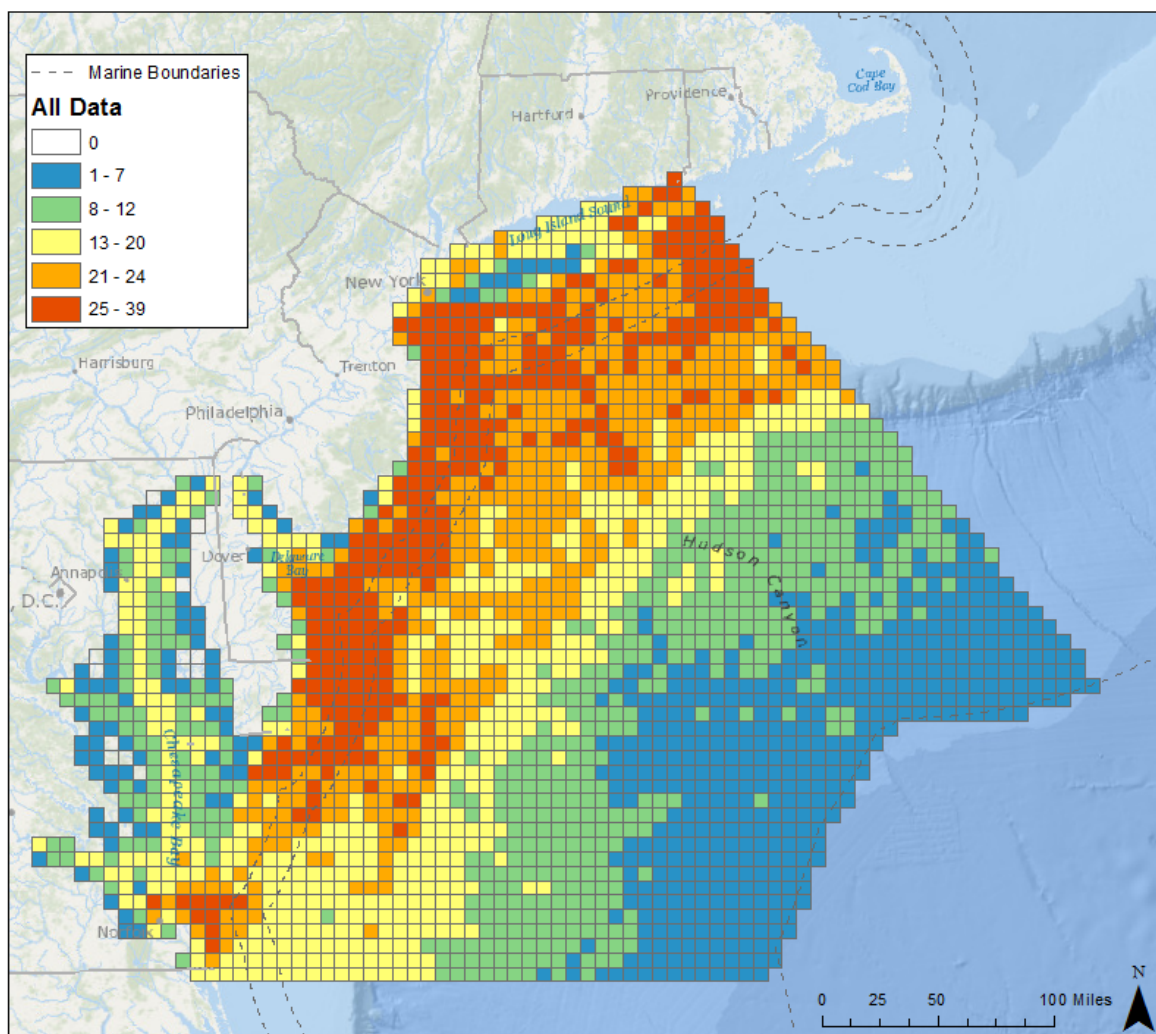 Marine Boundaries
All Data
0
1 - 7
8 - 12
13 - 20
21 - 24
25 - 39
Cape
Cod Bay
Providence
Hartford
Long Island Sound
New York
Harrisburg
Trenton
Philadelphia
Dover
Delaware
Bay
Hudson Canyon
Annapolis
, D.C.
Chesapeake Bay
Norfolk
N
0 25 50 100 Miles